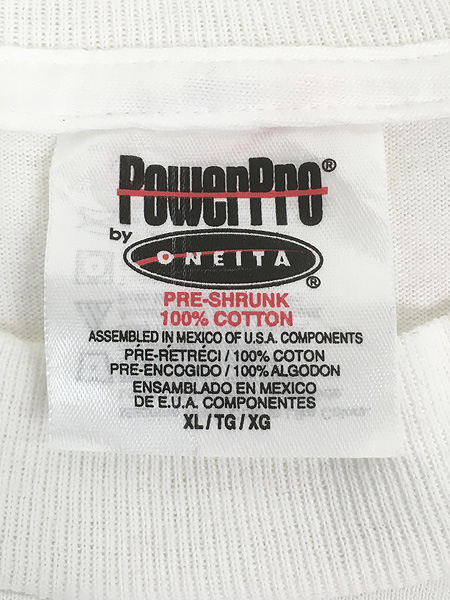 PowerPro®
by ONEITA®
PRE-SHRUNK
100% COTTON
ASSEMBLED IN MEXICO OF U.S.A. COMPONENTS
PRÉ-RÉTRÉCI / 100% COTON
PRE-ENCOGIDO / 100% ALGODON
ENSAMBLADO EN MEXICO
DE E.U.A. COMPONENTES
XL / TG / XG